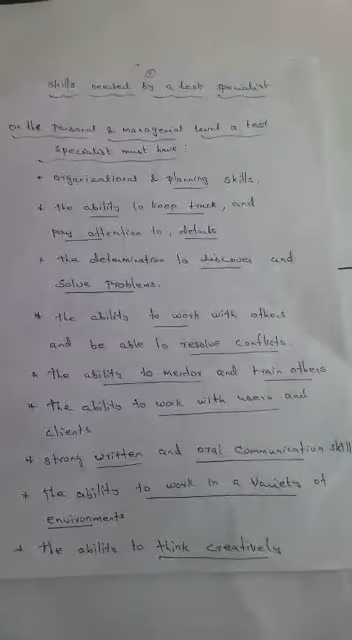 ①
skills needed by a test specialist
on the personal & managerial level a test
specialist must have:
* organizational & planning skills.
* the ability to keep track, and
pay attention to, details
* the determination to discover and
solve problems.
* the ability to work with others
and be able to resolve conflicts.
* the ability to mentor and train others
* the ability to work with users and
clients
* strong written and oral communication skill
* the ability to work in a variety of
environments
* the ability to think creatively